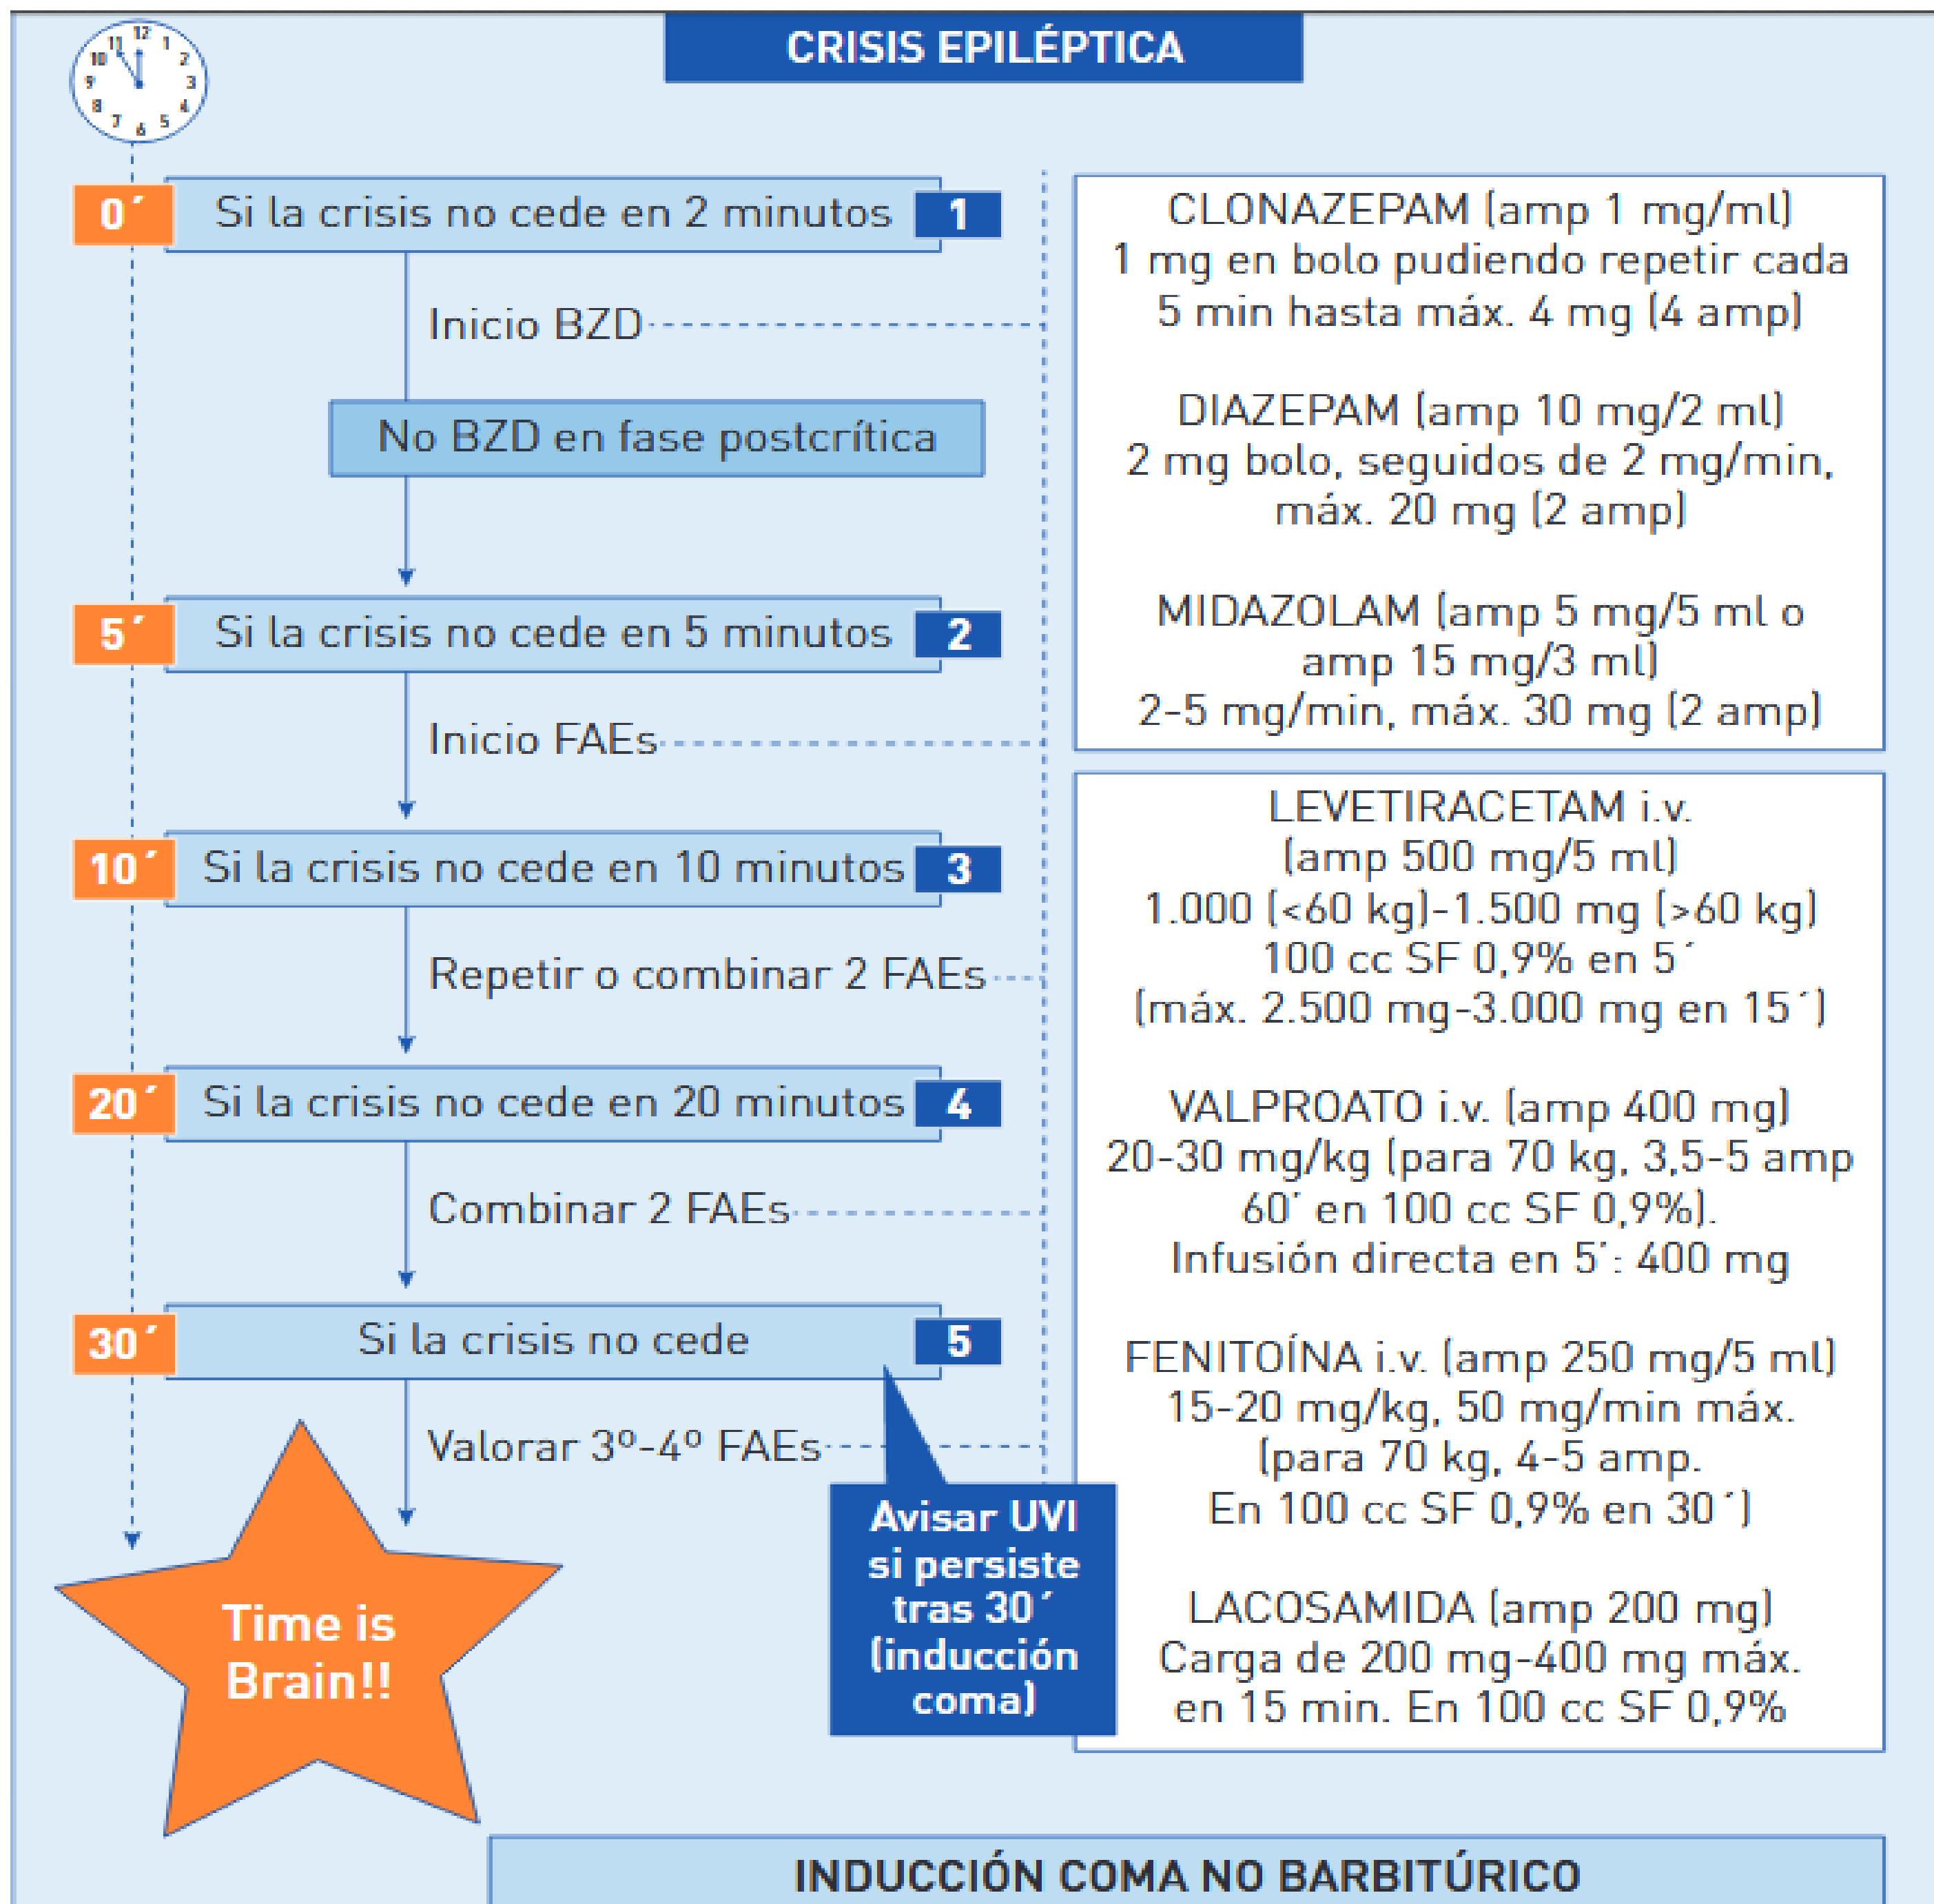 CRISIS EPILÉPTICA
12
11
1
10
2
9
3
8
4
7
5
6
0´
Si la crisis no cede en 2 minutos
1
Inicio BZD
No BZD en fase postcrítica
5´
Si la crisis no cede en 5 minutos
2
Inicio FAEs
10´
Si la crisis no cede en 10 minutos
3
Repetir o combinar 2 FAEs
20´
Si la crisis no cede en 20 minutos
4
Combinar 2 FAEs
30´
Si la crisis no cede
5
Valorar 3º-4º FAEs
Time is
Brain!!
Avisar UVI
si persiste
tras 30´
(inducción
coma)
CLONAZEPAM (amp 1 mg/ml)
1 mg en bolo pudiendo repetir cada
5 min hasta máx. 4 mg (4 amp)
DIAZEPAM (amp 10 mg/2 ml)
2 mg bolo, seguidos de 2 mg/min,
máx. 20 mg (2 amp)
MIDAZOLAM (amp 5 mg/5 ml o
amp 15 mg/3 ml)
2-5 mg/min, máx. 30 mg (2 amp)
LEVETIRACETAM i.v.
(amp 500 mg/5 ml)
1.000 (<60 kg)-1.500 mg (>60 kg)
100 cc SF 0,9% en 5´
(máx. 2.500 mg-3.000 mg en 15´)
VALPROATO i.v. (amp 400 mg)
20-30 mg/kg (para 70 kg, 3,5-5 amp
60˙ en 100 cc SF 0,9%).
Infusión directa en 5˙: 400 mg
FENITOÍNA i.v. (amp 250 mg/5 ml)
15-20 mg/kg, 50 mg/min máx.
(para 70 kg, 4-5 amp.
En 100 cc SF 0,9% en 30´)
LACOSAMIDA (amp 200 mg)
Carga de 200 mg-400 mg máx.
en 15 min. En 100 cc SF 0,9%
INDUCCIÓN COMA NO BARBITÚRICO